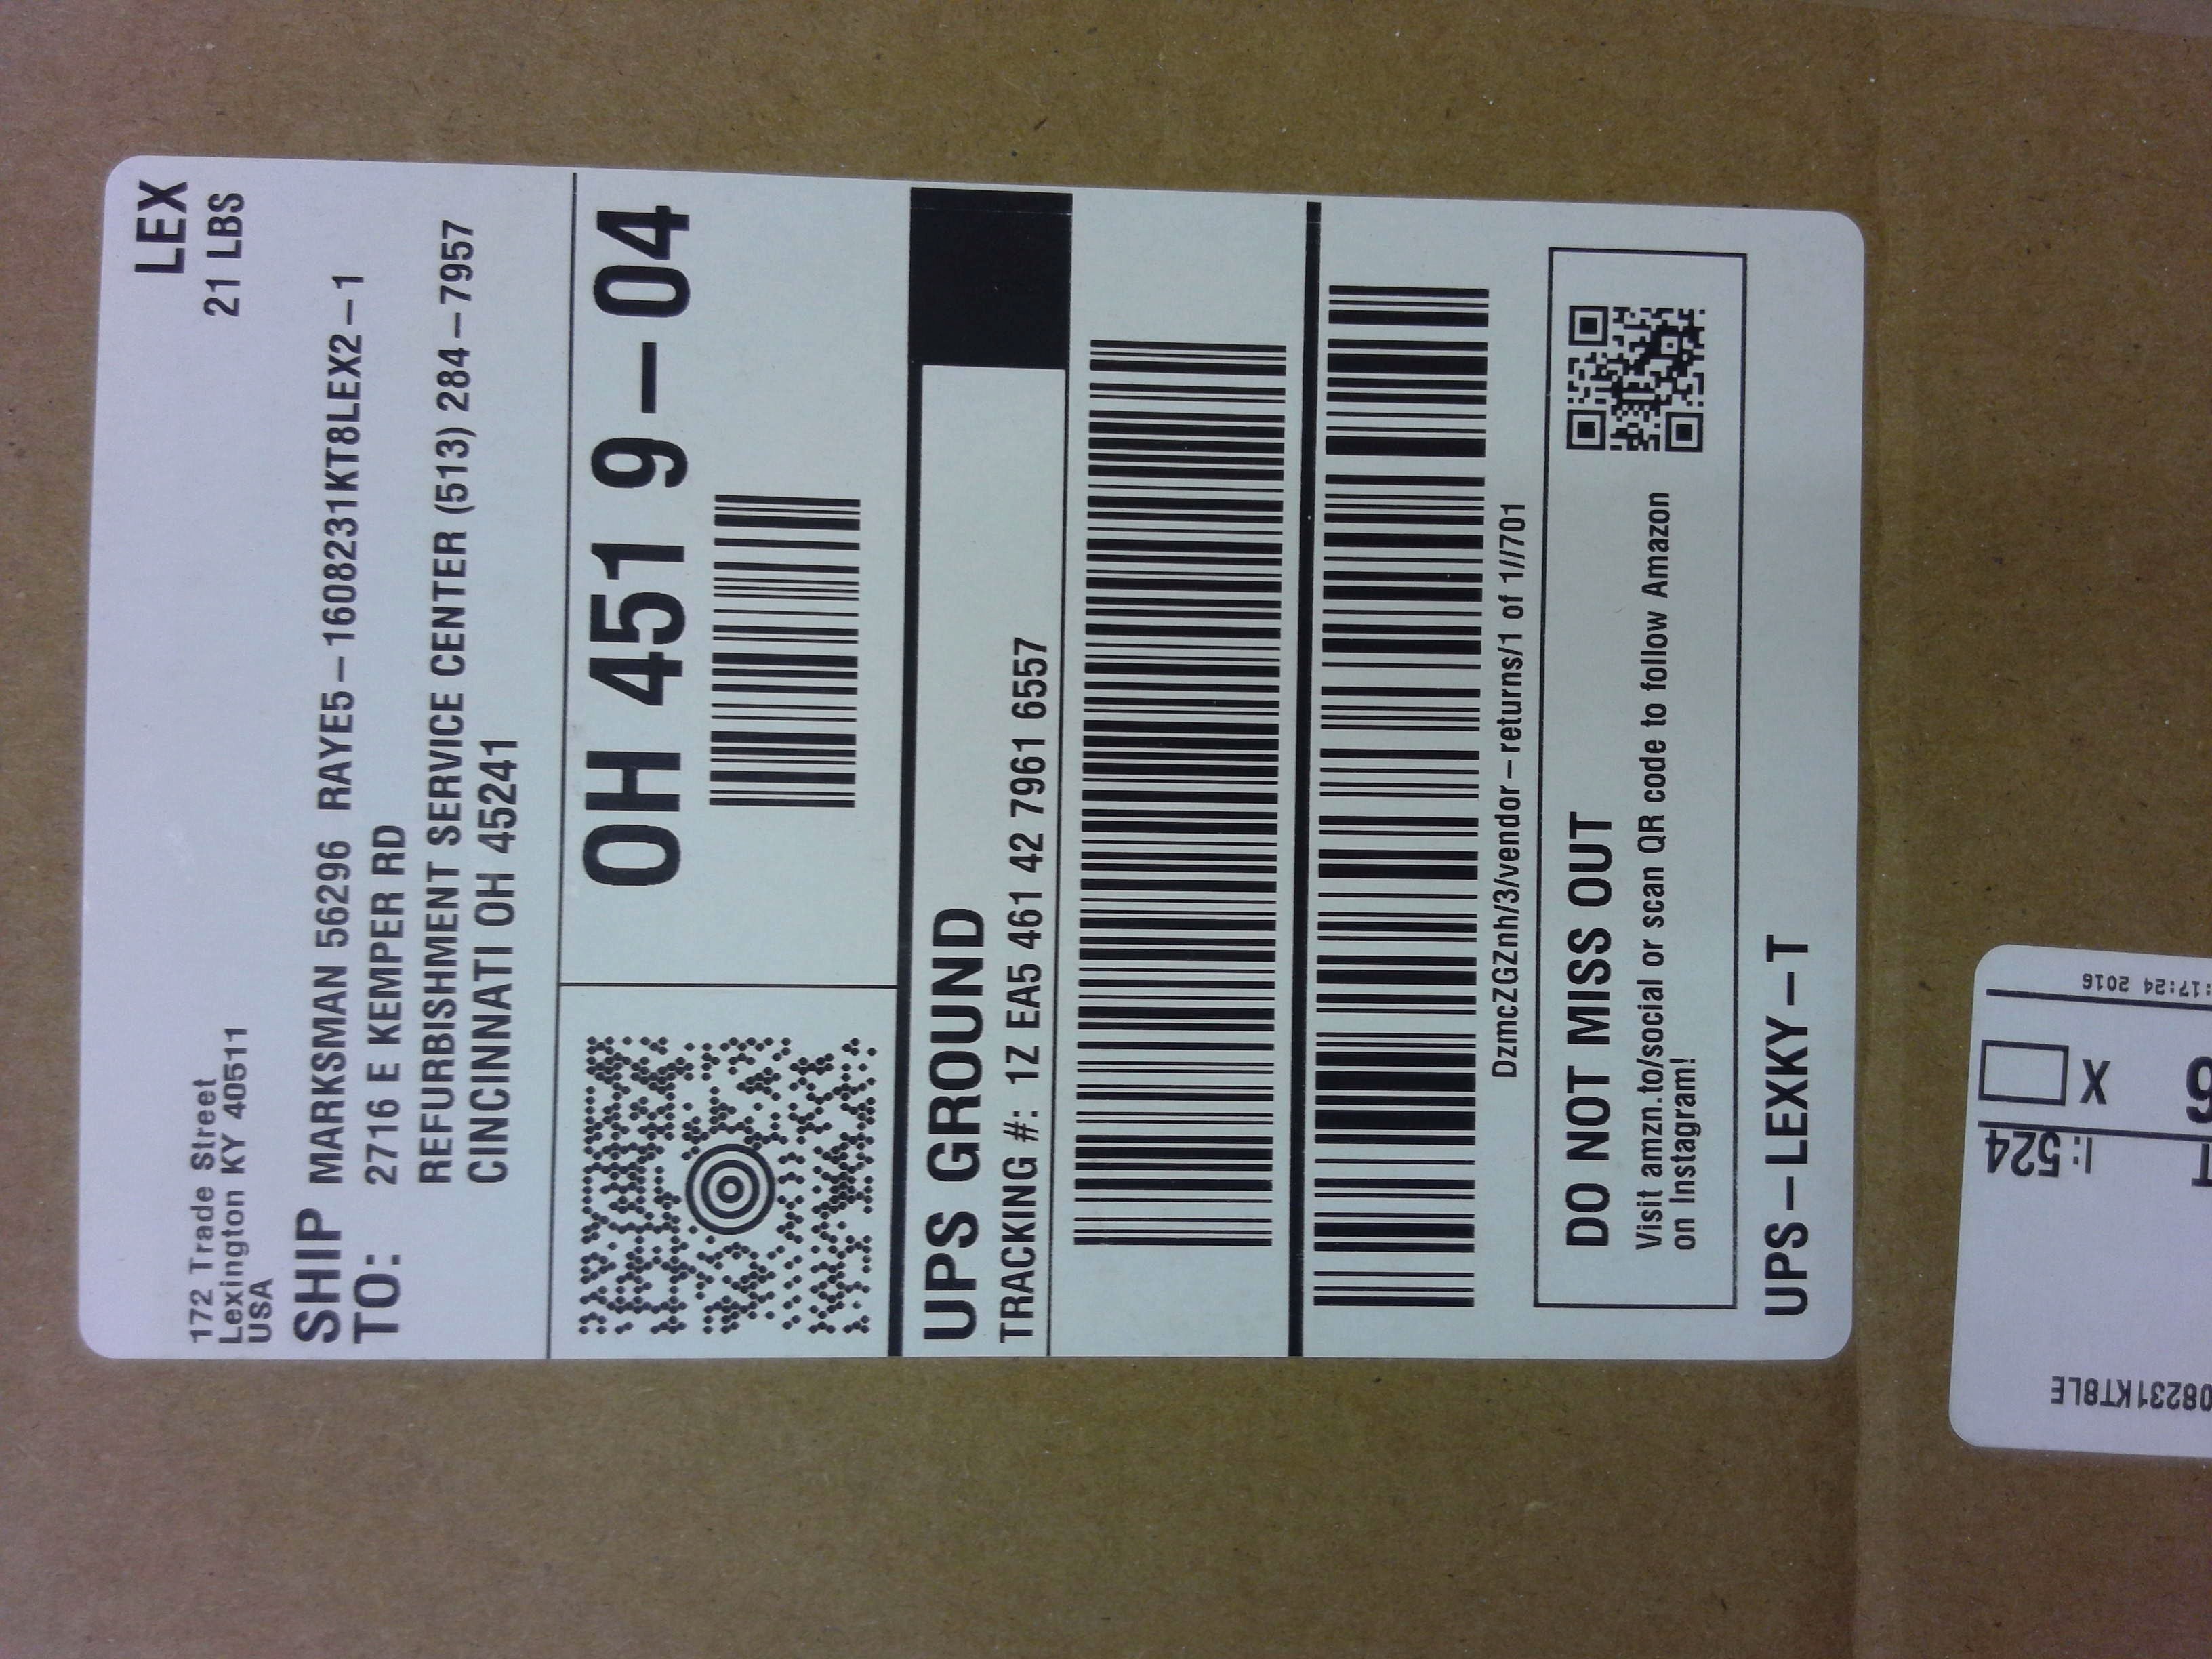 LEX
21 LBS
172 Trade Street
Lexington KY 40511
USA
SHIP
TO:
MARKSMAN 56296 RAYE5-1608231KT8LEX2-1
2716 E KEMPER RD
REFURBISHMENT SERVICE CENTER (513) 284-7957
CINCINNATI OH 45241
OH 451 9-04
UPS GROUND
TRACKING #: 1Z EA5 461 42 7961 6557
DzmcZGZnh/3/vendor-returns/1 of 1//701
DO NOT MISS OUT
Visit amzn.to/social or scan QR code to follow Amazon
on Instagram!
UPS-LEXKY-T
:17:24 2016
X
I:524
08231KT8LE